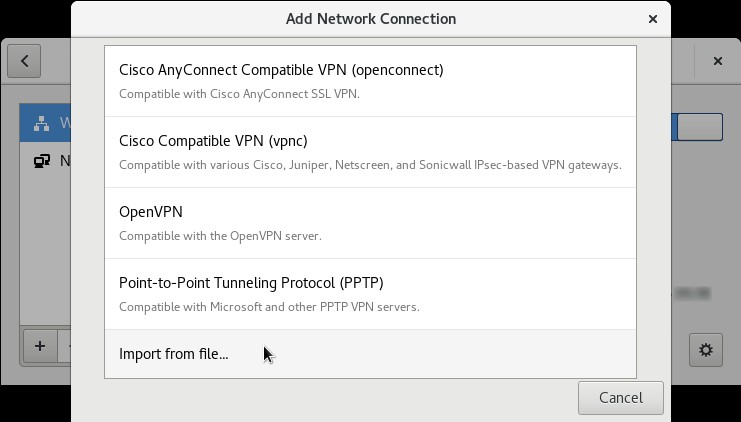 Add Network Connection
Cisco AnyConnect Compatible VPN (openconnect)
Compatible with Cisco AnyConnect SSL VPN.
Cisco Compatible VPN (vpnc)
Compatible with various Cisco, Juniper, Netscreen, and Sonicwall IPsec-based VPN gateways.
OpenVPN
Compatible with the OpenVPN server.
Point-to-Point Tunneling Protocol (PPTP)
Compatible with Microsoft and other PPTP VPN servers.
Import from file...
Cancel